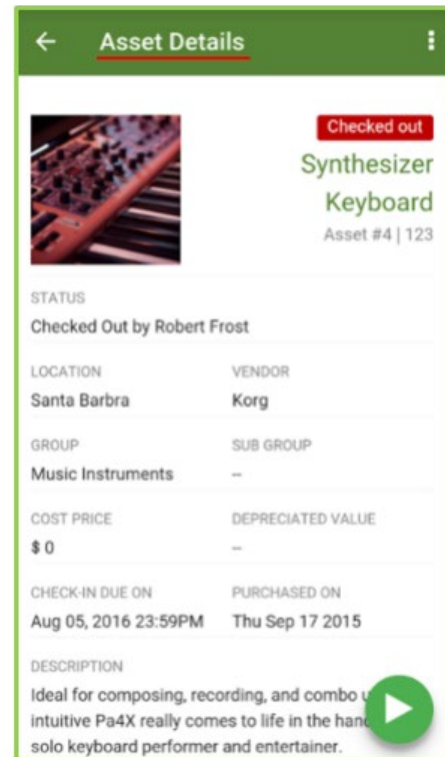 Asset Details
Checked out
Synthesizer
Keyboard
Asset #4 | 123
STATUS
Checked Out by Robert Frost
LOCATION VENDOR
Santa Barbra Korg
GROUP SUB GROUP
Music Instruments --
COST PRICE DEPRECIATED VALUE
$ 0 --
CHECK-IN DUE ON PURCHASED ON
Aug 05, 2016 23:59PM Thu Sep 17 2015
DESCRIPTION
Ideal for composing, recording, and combo
intuitive Pa4X really comes to life in the
solo keyboard performer and entertainer.